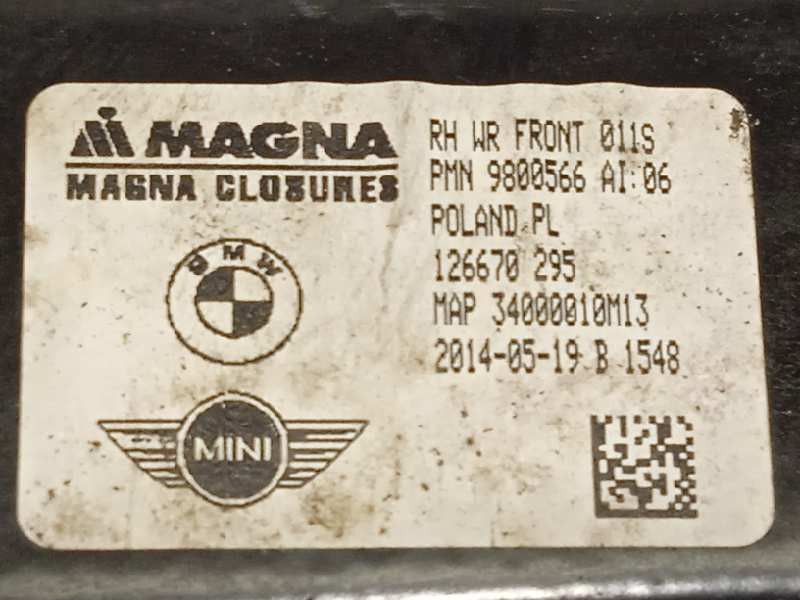 MAGNA
MAGNA CLOSURES
BMW
MINI
RH WR FRONT 011S
PMN 9800566 AI:06
POLAND PL
126670 295
MAP 34000010M13
2014-05-19 B 1548